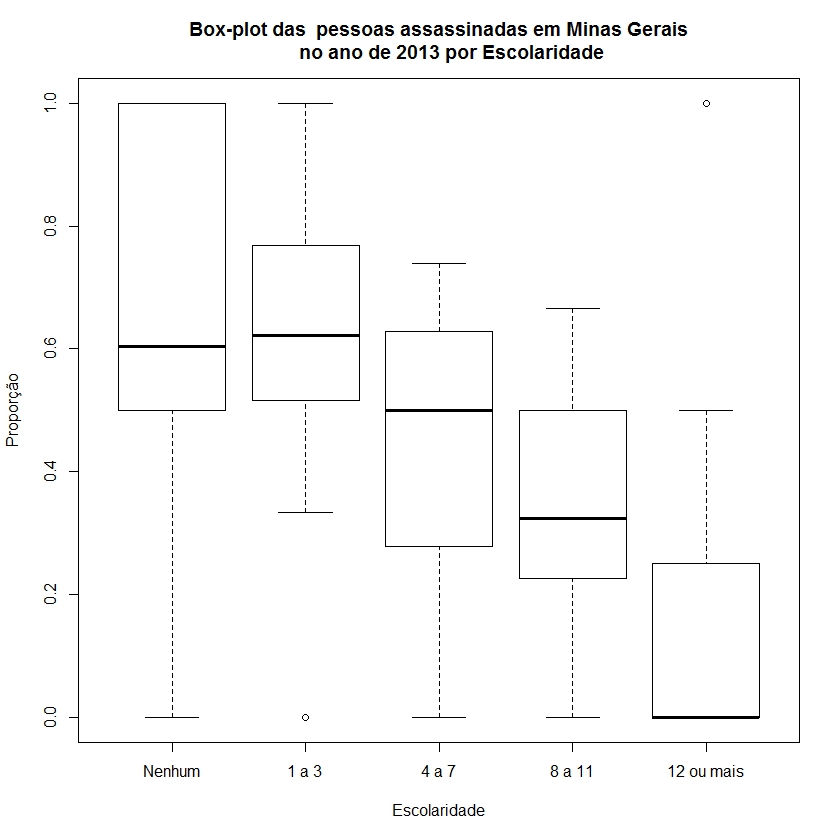 Box-plot das  pessoas assassinadas em Minas Gerais
no ano de 2013 por Escolaridade
Proporção
1.0
0.8
0.6
0.4
0.2
0.0
Nenhum 1 a 3 4 a 7 8 a 11 12 ou mais
Escolaridade